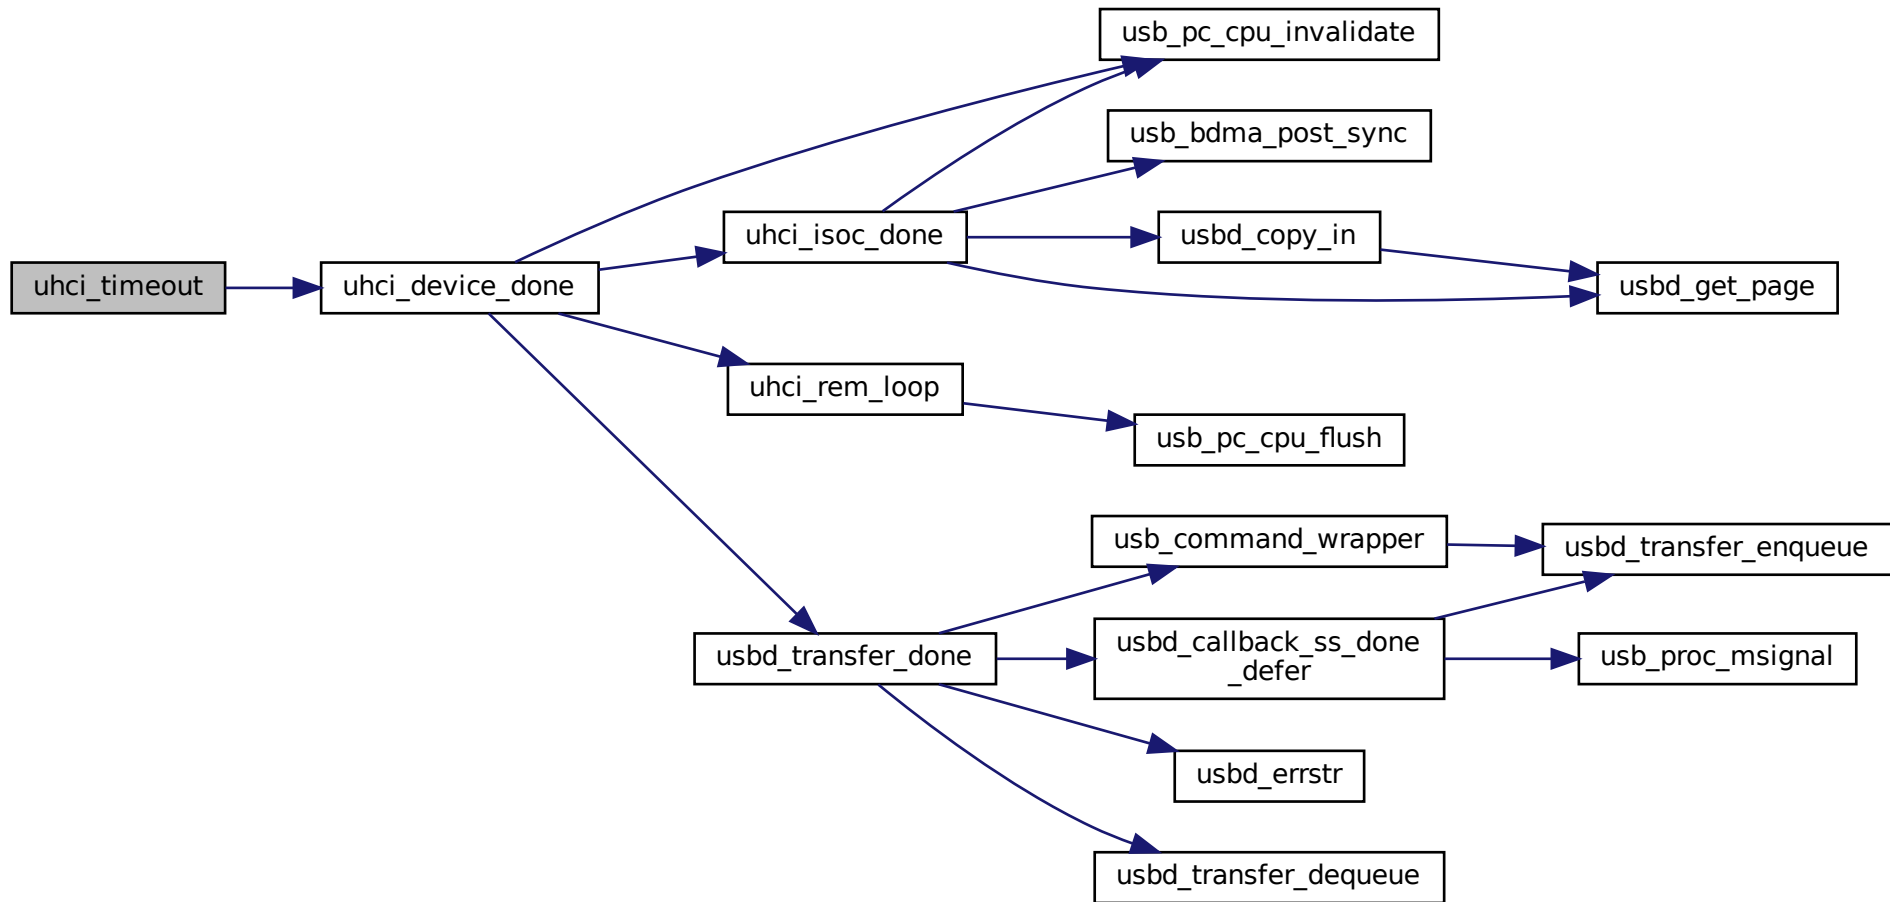 usb_pc_cpu_invalidate
usb_bdma_post_sync
uhci_isoc_done
usbd_copy_in
uhci_timeout
uhci_device_done
usbd_get_page
uhci_rem_loop
usb_pc_cpu_flush
usb_command_wrapper
usbd_transfer_enqueue
usbd_transfer_done
usbd_callback_ss_done
_defer
usb_proc_msignal
usbd_errstr
usbd_transfer_dequeue